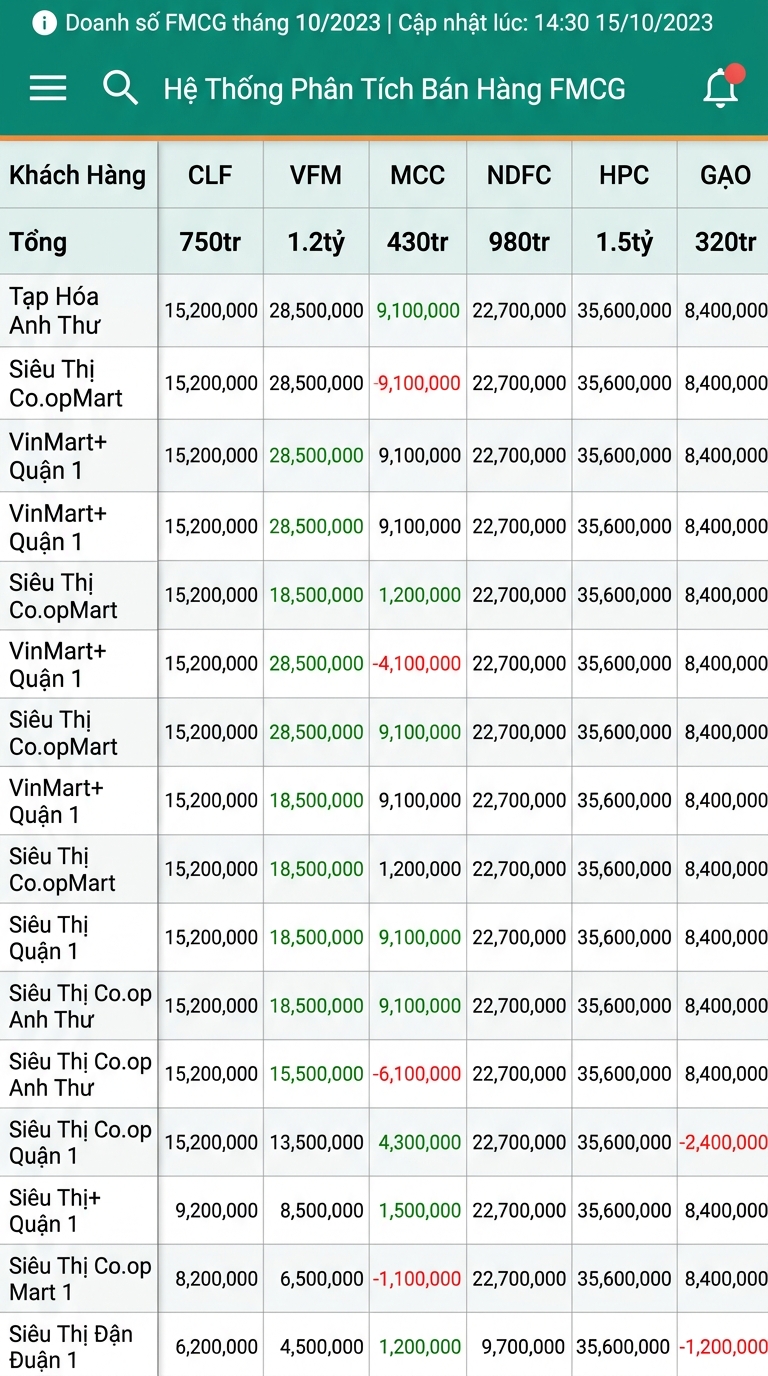 Doanh số FMCG tháng 10/2023 | Cập nhật lúc: 14:30 15/10/2023
Hệ Thống Phân Tích Bán Hàng FMCG
Khách Hàng CLF VFM MCC NDFC HPC GẠO
Tổng 750tr 1.2tỷ 430tr 980tr 1.5tỷ 320tr
Tạp Hóa
Anh Thư 15,200,000 28,500,000 9,100,000 22,700,000 35,600,000 8,400,000
Siêu Thị
Co.opMart 15,200,000 28,500,000 -9,100,000 22,700,000 35,600,000 8,400,000
VinMart+
Quận 1 15,200,000 28,500,000 9,100,000 22,700,000 35,600,000 8,400,000
VinMart+
Quận 1 15,200,000 28,500,000 9,100,000 22,700,000 35,600,000 8,400,000
Siêu Thị
Co.opMart 15,200,000 18,500,000 1,200,000 22,700,000 35,600,000 8,400,000
VinMart+
Quận 1 15,200,000 28,500,000 -4,100,000 22,700,000 35,600,000 8,400,000
Siêu Thị
Co.opMart 15,200,000 28,500,000 9,100,000 22,700,000 35,600,000 8,400,000
VinMart+
Quận 1 15,200,000 18,500,000 9,100,000 22,700,000 35,600,000 8,400,000
Siêu Thị
Co.opMart 15,200,000 18,500,000 1,200,000 22,700,000 35,600,000 8,400,000
Siêu Thị
Quận 1 15,200,000 18,500,000 9,100,000 22,700,000 35,600,000 8,400,000
Siêu Thị Co.op
Anh Thư 15,200,000 18,500,000 9,100,000 22,700,000 35,600,000 8,400,000
Siêu Thị Co.op
Anh Thư 15,200,000 15,500,000 -6,100,000 22,700,000 35,600,000 8,400,000
Siêu Thị Co.op
Quận 1 15,200,000 13,500,000 4,300,000 22,700,000 35,600,000 -2,400,000
Siêu Thị+
Quận 1 9,200,000 8,500,000 1,500,000 22,700,000 35,600,000 8,400,000
Siêu Thị Co.op
Mart 1 8,200,000 6,500,000 -1,100,000 22,700,000 35,600,000 8,400,000
Siêu Thị Đận
Đuận 1 6,200,000 4,500,000 1,200,000 9,700,000 35,600,000 -1,200,000